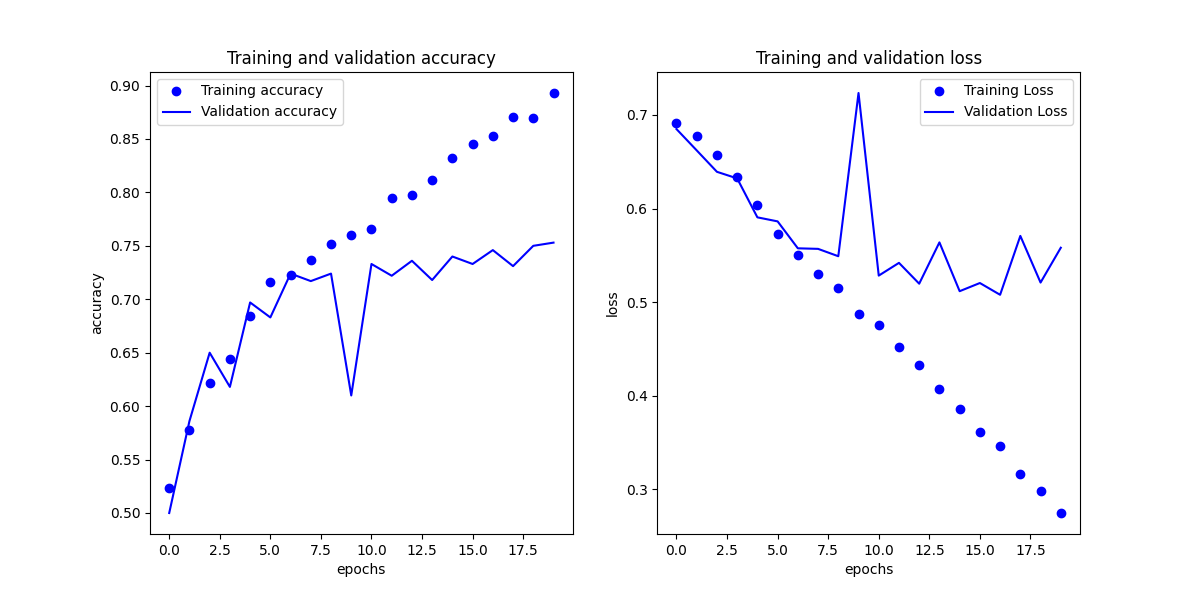 Training and validation accuracy
Training accuracy
Validation accuracy
0.90
0.85
0.80
0.75
0.70
0.65
0.60
0.55
0.50
accuracy
0.0 2.5 5.0 7.5 10.0 12.5 15.0 17.5
epochs
Training and validation loss
Training Loss
Validation Loss
0.7
0.6
0.5
0.4
0.3
loss
0.0 2.5 5.0 7.5 10.0 12.5 15.0 17.5
epochs